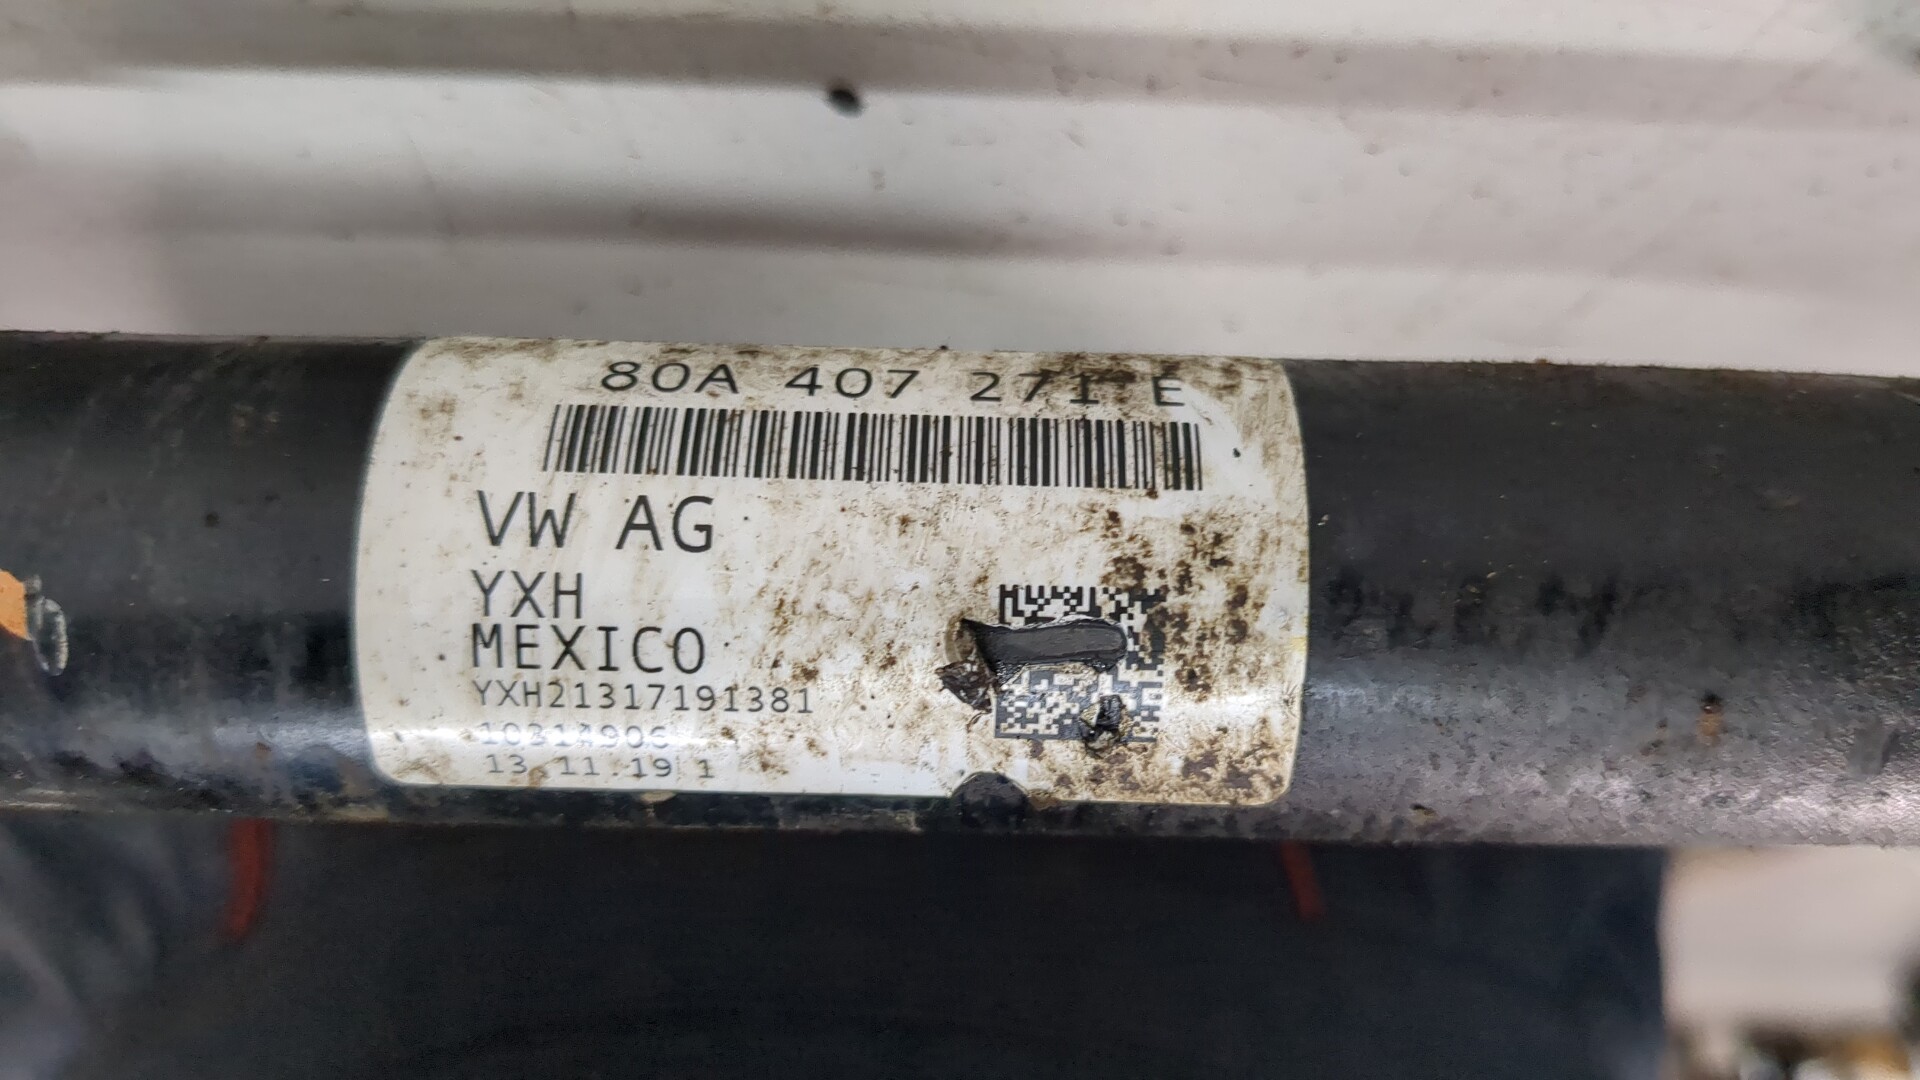 80A 407 271 E
VW AG
YXH
MEXICO
YXH21317191381
13.11.19 1